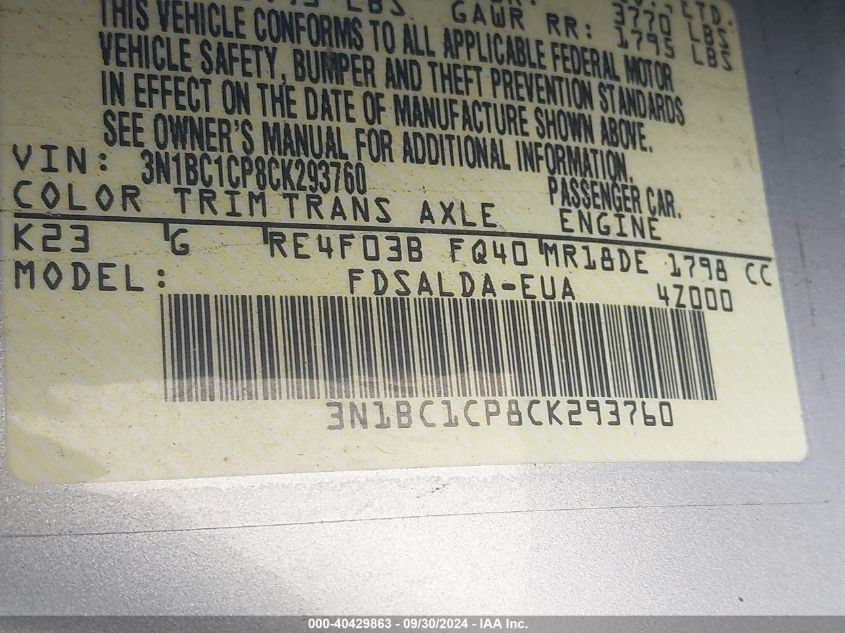 LBS GAWR RR: 3770 LBS
1795 LBS
THIS VEHICLE CONFORMS TO ALL APPLICABLE FEDERAL MOTOR
VEHICLE SAFETY, BUMPER AND THEFT PREVENTION STANDARDS
IN EFFECT ON THE DATE OF MANUFACTURE SHOWN ABOVE.
SEE OWNER'S MANUAL FOR ADDITIONAL INFORMATION.
VIN: 3N1BC1CP8CK293760 PASSENGER CAR.
COLOR TRIM TRANS AXLE ENGINE
K23 G RE4F03B FQ40 MR18DE 1798 CC
MODEL: FDSALDA-EUA 4Z000
3N1BC1CP8CK293760
000-40429863 - 09/30/2024 - IAA Inc.